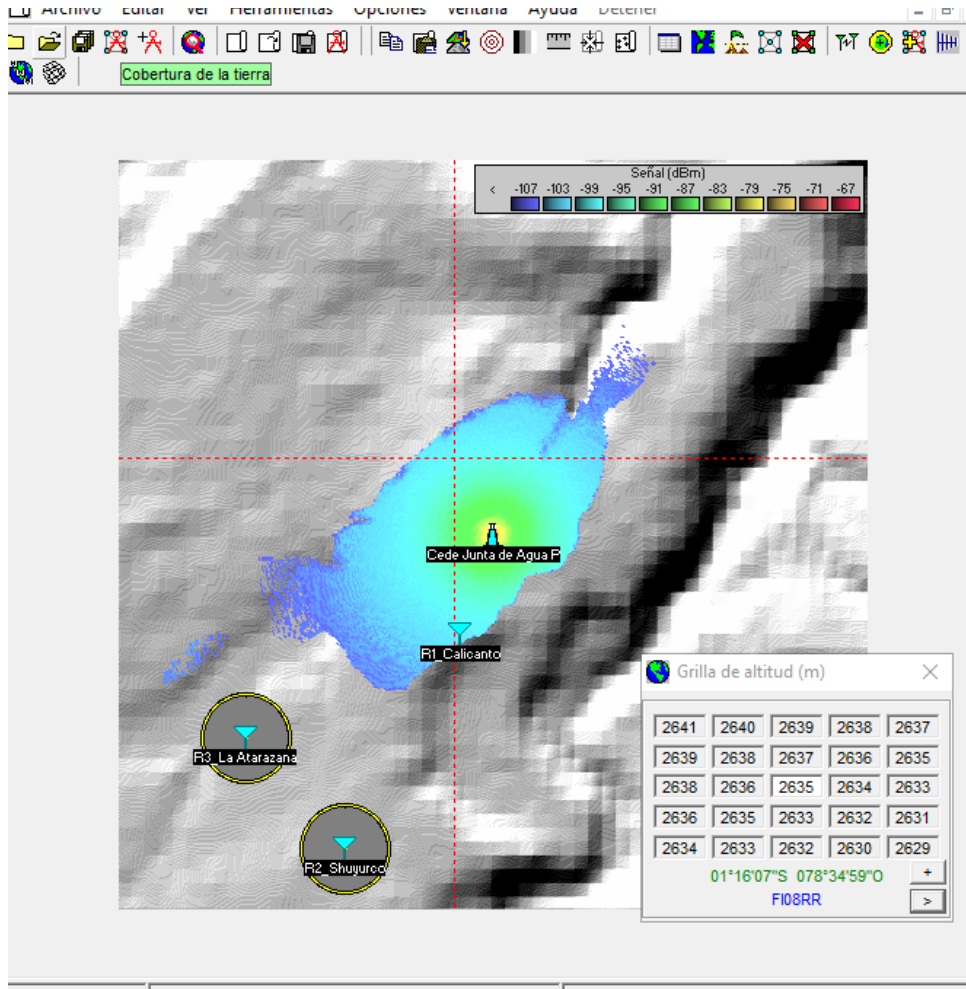 Archivo Editar Ver Herramientas Opciones Ventana Ayuda Detener
Cobertura de la tierra
Señal (dBm)
< -107 -103 -99 -95 -91 -87 -83 -79 -75 -71 -67
Cede Junta de Agua P
R1_Calicanto
R3_La Atarazana
R2_Shuyurco
Grilla de altitud (m)
2641 2640 2639 2638 2637
2639 2638 2637 2636 2635
2638 2636 2635 2634 2633
2636 2635 2633 2632 2631
2634 2633 2632 2630 2629
01°16'07"S 078°34'59"O +
FI08RR >